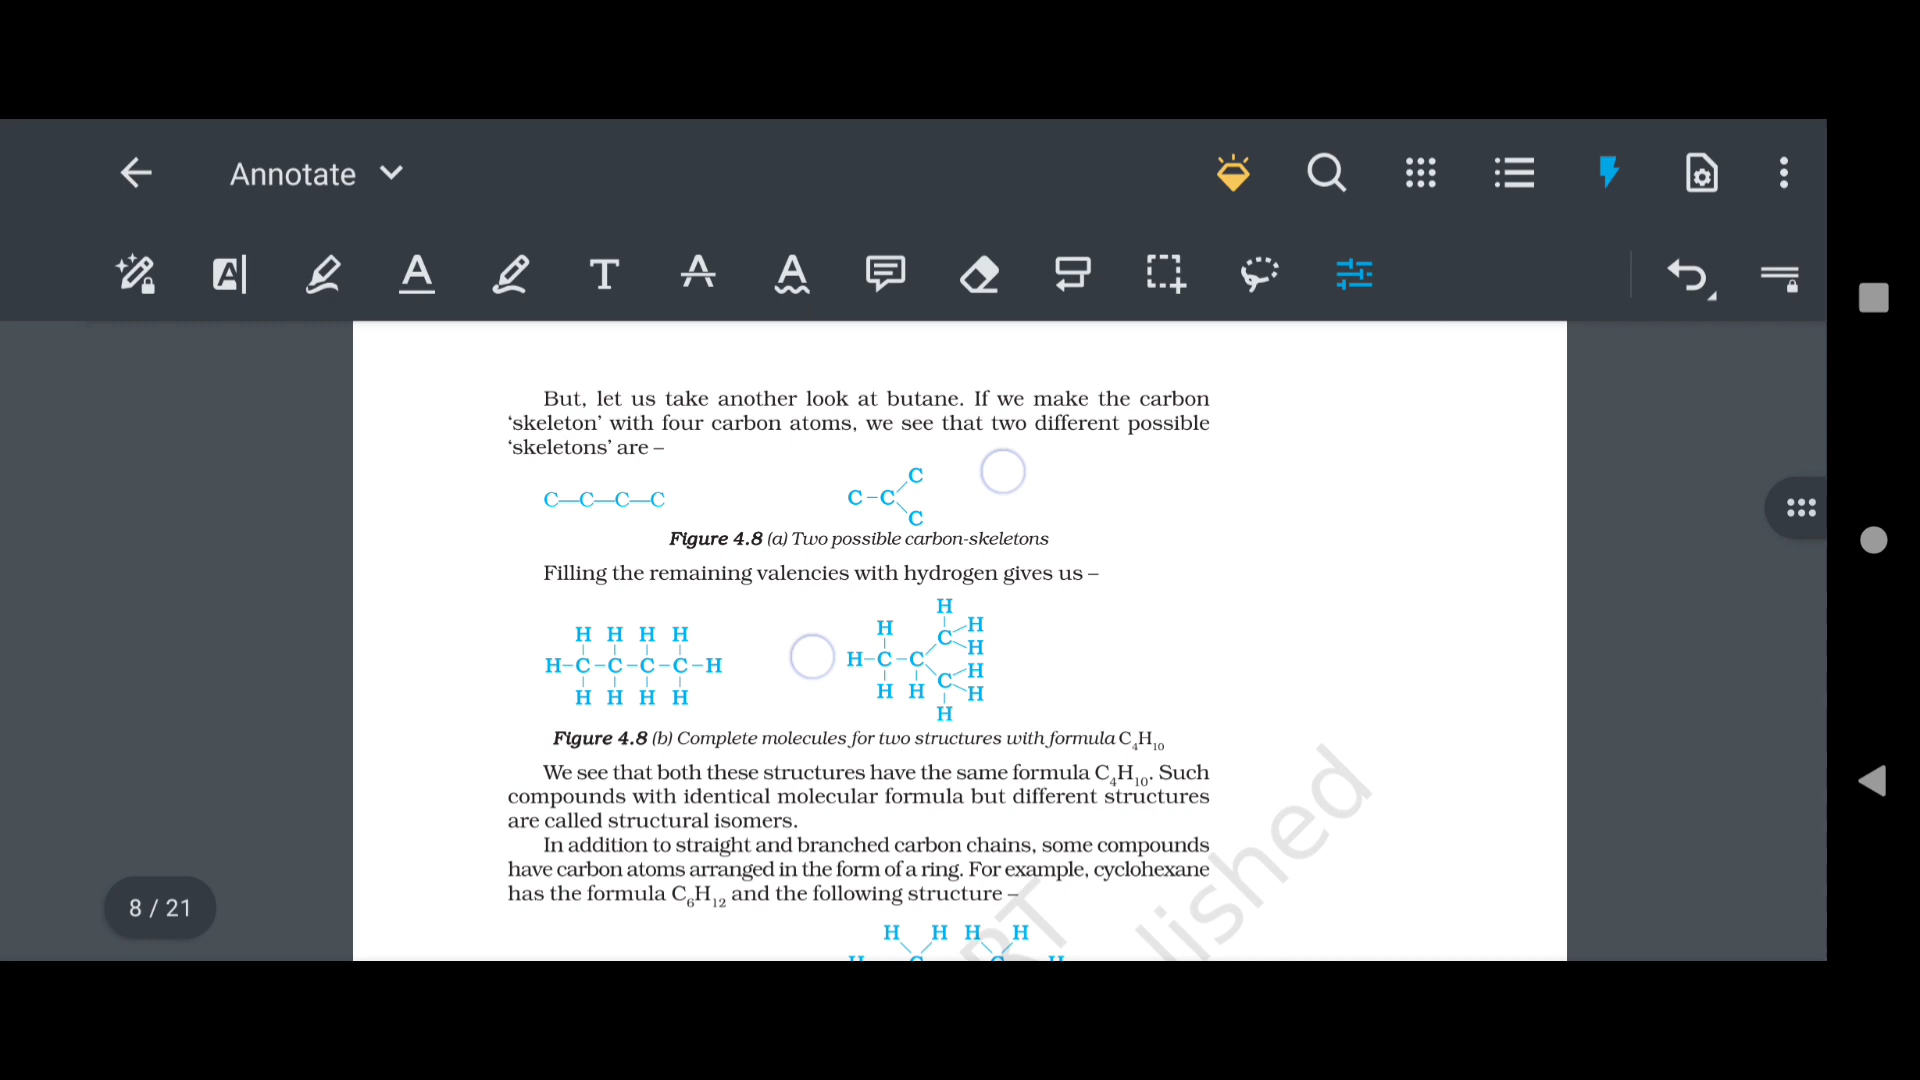 Annotate
But, let us take another look at butane. If we make the carbon
‘skeleton’ with four carbon atoms, we see that two different possible
‘skeletons’ are –
C
C—C—C—C C–C
C
Figure 4.8 (a) Two possible carbon-skeletons
Filling the remaining valencies with hydrogen gives us –
H
H H H H H C H
H
H–C–C–C–C–H H–C–C
H
H H H H H H C H
H
Figure 4.8 (b) Complete molecules for two structures with formula C₄H₁₀
We see that both these structures have the same formula C₄H₁₀. Such
compounds with identical molecular formula but different structures
are called structural isomers.
In addition to straight and branched carbon chains, some compounds
have carbon atoms arranged in the form of a ring. For example, cyclohexane
has the formula C₆H₁₂ and the following structure –
H H H H
8 / 21